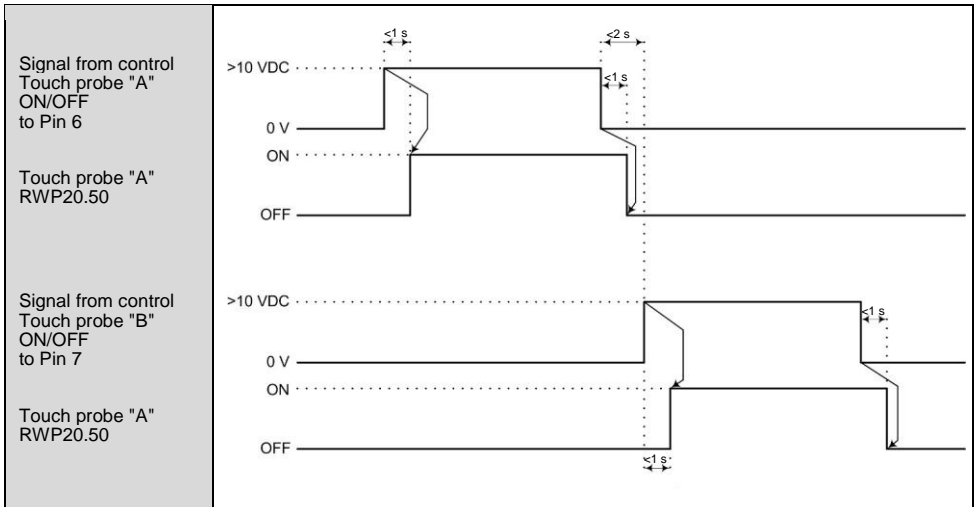 Signal from control
Touch probe "A"
ON/OFF
to Pin 6
Touch probe "A"
RWP20.50
<1 s
<2 s
>10 VDC
<1 s
0 V
ON
OFF
Signal from control
Touch probe "B"
ON/OFF
to Pin 7
Touch probe "A"
RWP20.50
>10 VDC
<1 s
0 V
ON
OFF
<1 s